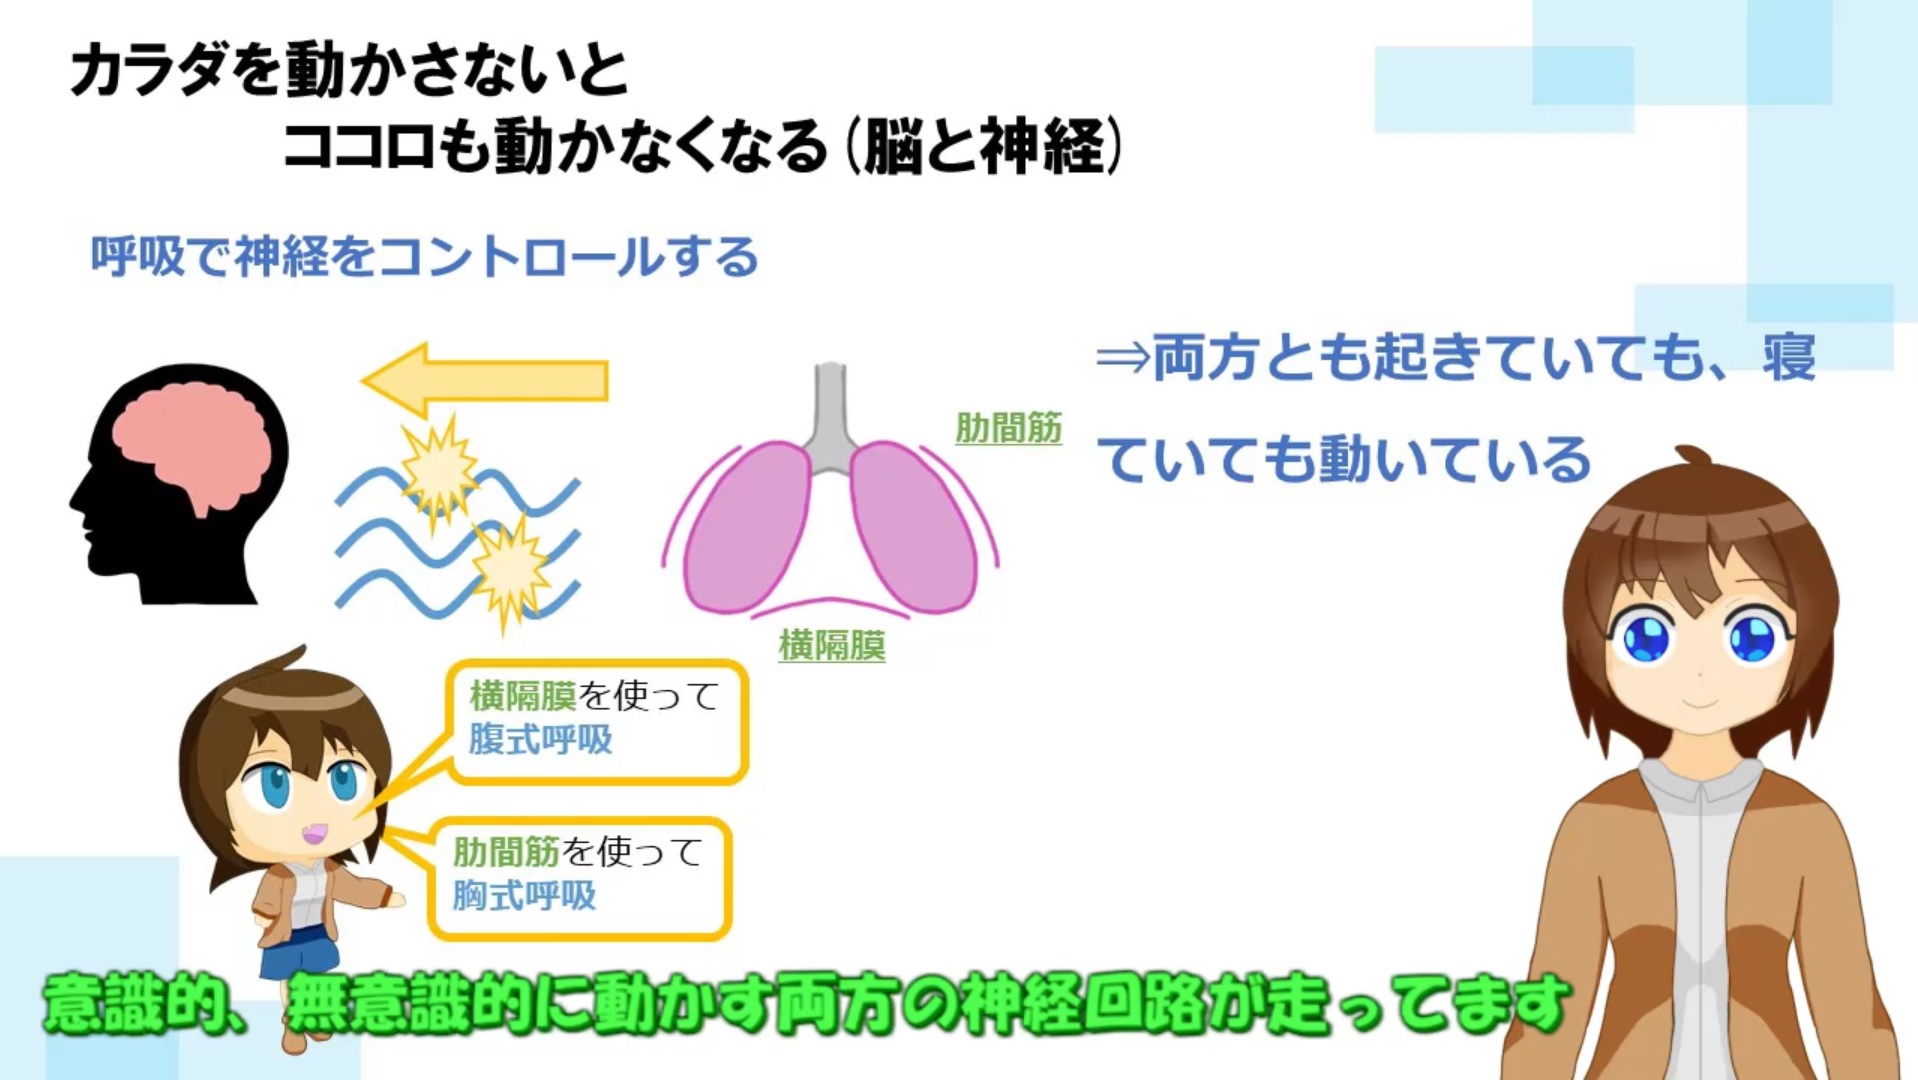 カラダを動かさないと
ココロも動かなくなる(脳と神経)
呼吸で神経をコントロールする
⇒両方とも起きていても、寝
ていても動いている
肋間筋
横隔膜
横隔膜を使って
腹式呼吸
肋間筋を使って
胸式呼吸
意識的、無意識的に動かす両方の神経回路が走ってます